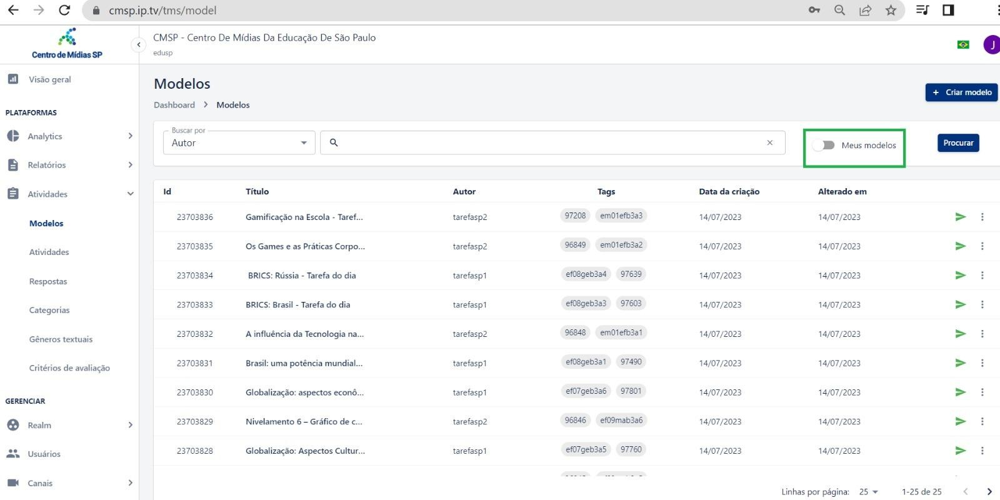 cmsp.ip.tv/tms/model
Centro de Mídias SP
CMSP - Centro De Mídias Da Educação De São Paulo
edusp
J
Visão geral
PLATAFORMAS
Analytics
Relatórios
Atividades
Modelos
Atividades
Respostas
Categorias
Gêneros textuais
Critérios de avaliação
GERENCIAR
Realm
Usuários
Canais
Modelos
Dashboard > Modelos
+ Criar modelo
Buscar por
Autor
Meus modelos
Procurar
Id Título Autor Tags Data da criação Alterado em
23703836 Gamificação na Escola - Taref... tarefasp2 97208 em01efb3a3 14/07/2023 14/07/2023
23703835 Os Games e as Práticas Corpo... tarefasp2 96849 em01efb3a2 14/07/2023 14/07/2023
23703834 BRICS: Rússia - Tarefa do dia tarefasp1 ef08geb3a4 97639 14/07/2023 14/07/2023
23703833 BRICS: Brasil - Tarefa do dia tarefasp1 ef08geb3a3 97603 14/07/2023 14/07/2023
23703832 A influência da Tecnologia na... tarefasp2 96848 em01efb3a1 14/07/2023 14/07/2023
23703831 Brasil: uma potência mundial... tarefasp1 ef08geb3a1 97490 14/07/2023 14/07/2023
23703830 Globalização: aspectos econô... tarefasp1 ef07geb3a6 97801 14/07/2023 14/07/2023
23703829 Nivelamento 6 – Gráfico de c... tarefasp2 96846 ef09mab3a6 14/07/2023 14/07/2023
23703828 Globalização: Aspectos Cultur... tarefasp1 ef07geb3a5 97760 14/07/2023 14/07/2023
Linhas por página: 25 1-25 de 25